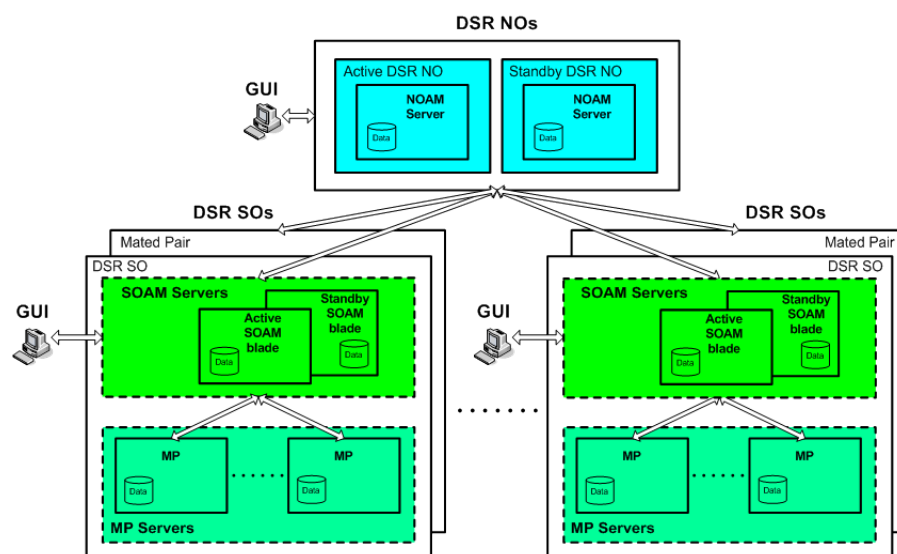 DSR NOs
GUI
Active DSR NO
Standby DSR NO
NOAM
Server
Data
NOAM
Server
Data
DSR SOs
Mated Pair
DSR SO
SOAM Servers
Standby
SOAM
blade
Data
Active
SOAM
blade
Data
GUI
MP
Data
......
MP
Data
MP Servers
.......
DSR SOs
Mated Pair
DSR SO
SOAM Servers
Standby
SOAM
blade
Data
Active
SOAM
blade
Data
GUI
MP
Data
......
MP
Data
MP Servers